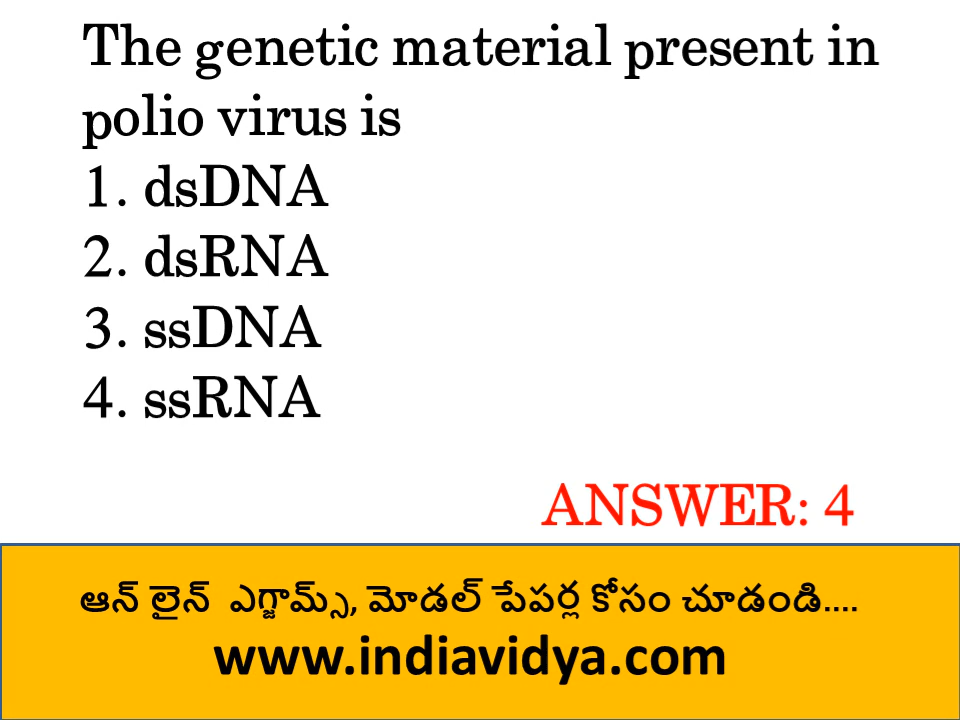 The genetic material present in
polio virus is
1. dsDNA
2. dsRNA
3. ssDNA
4. ssRNA
ANSWER: 4
ఆన్ లైన్ ఎగ్జామ్స్, మోడల్ పేపర్ల కోసం చూడండి....
www.indiavidya.com